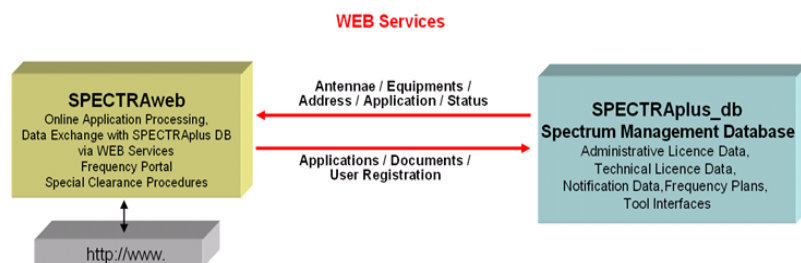 WEB Services
SPECTRAweb
Online Application Processing,
Data Exchange with SPECTRAplus DB
via WEB Services
Frequency Portal
Special Clearance Procedures
http://www.
Antennae / Equipments /
Address / Application / Status
Applications / Documents /
User Registration
SPECTRAplus_db
Spectrum Management Database
Administrative Licence Data,
Technical Licence Data,
Notification Data,Frequency Plans,
Tool Interfaces